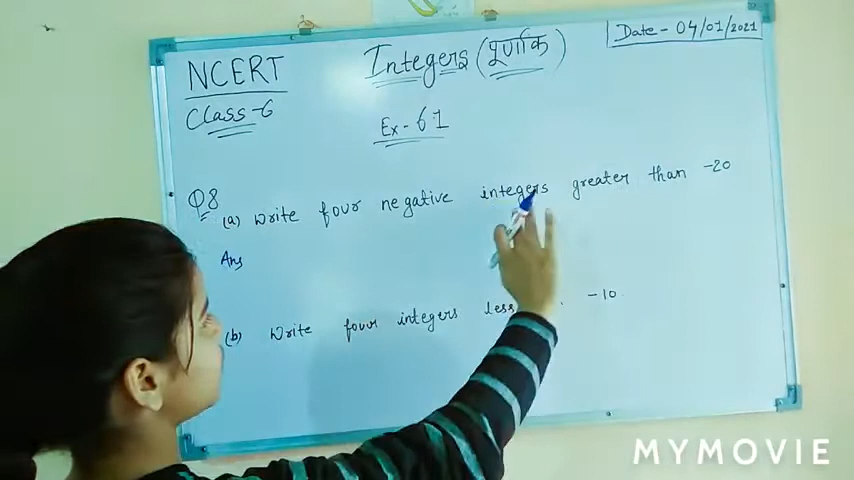 NCERT
Integers (पूर्णांक)
Date - 04/01/2021
Class-6
Ex- 6.1
Q8
(a) Write four negative integers greater than -20
Ans
(b) Write four integers less -10
MYMOVIE